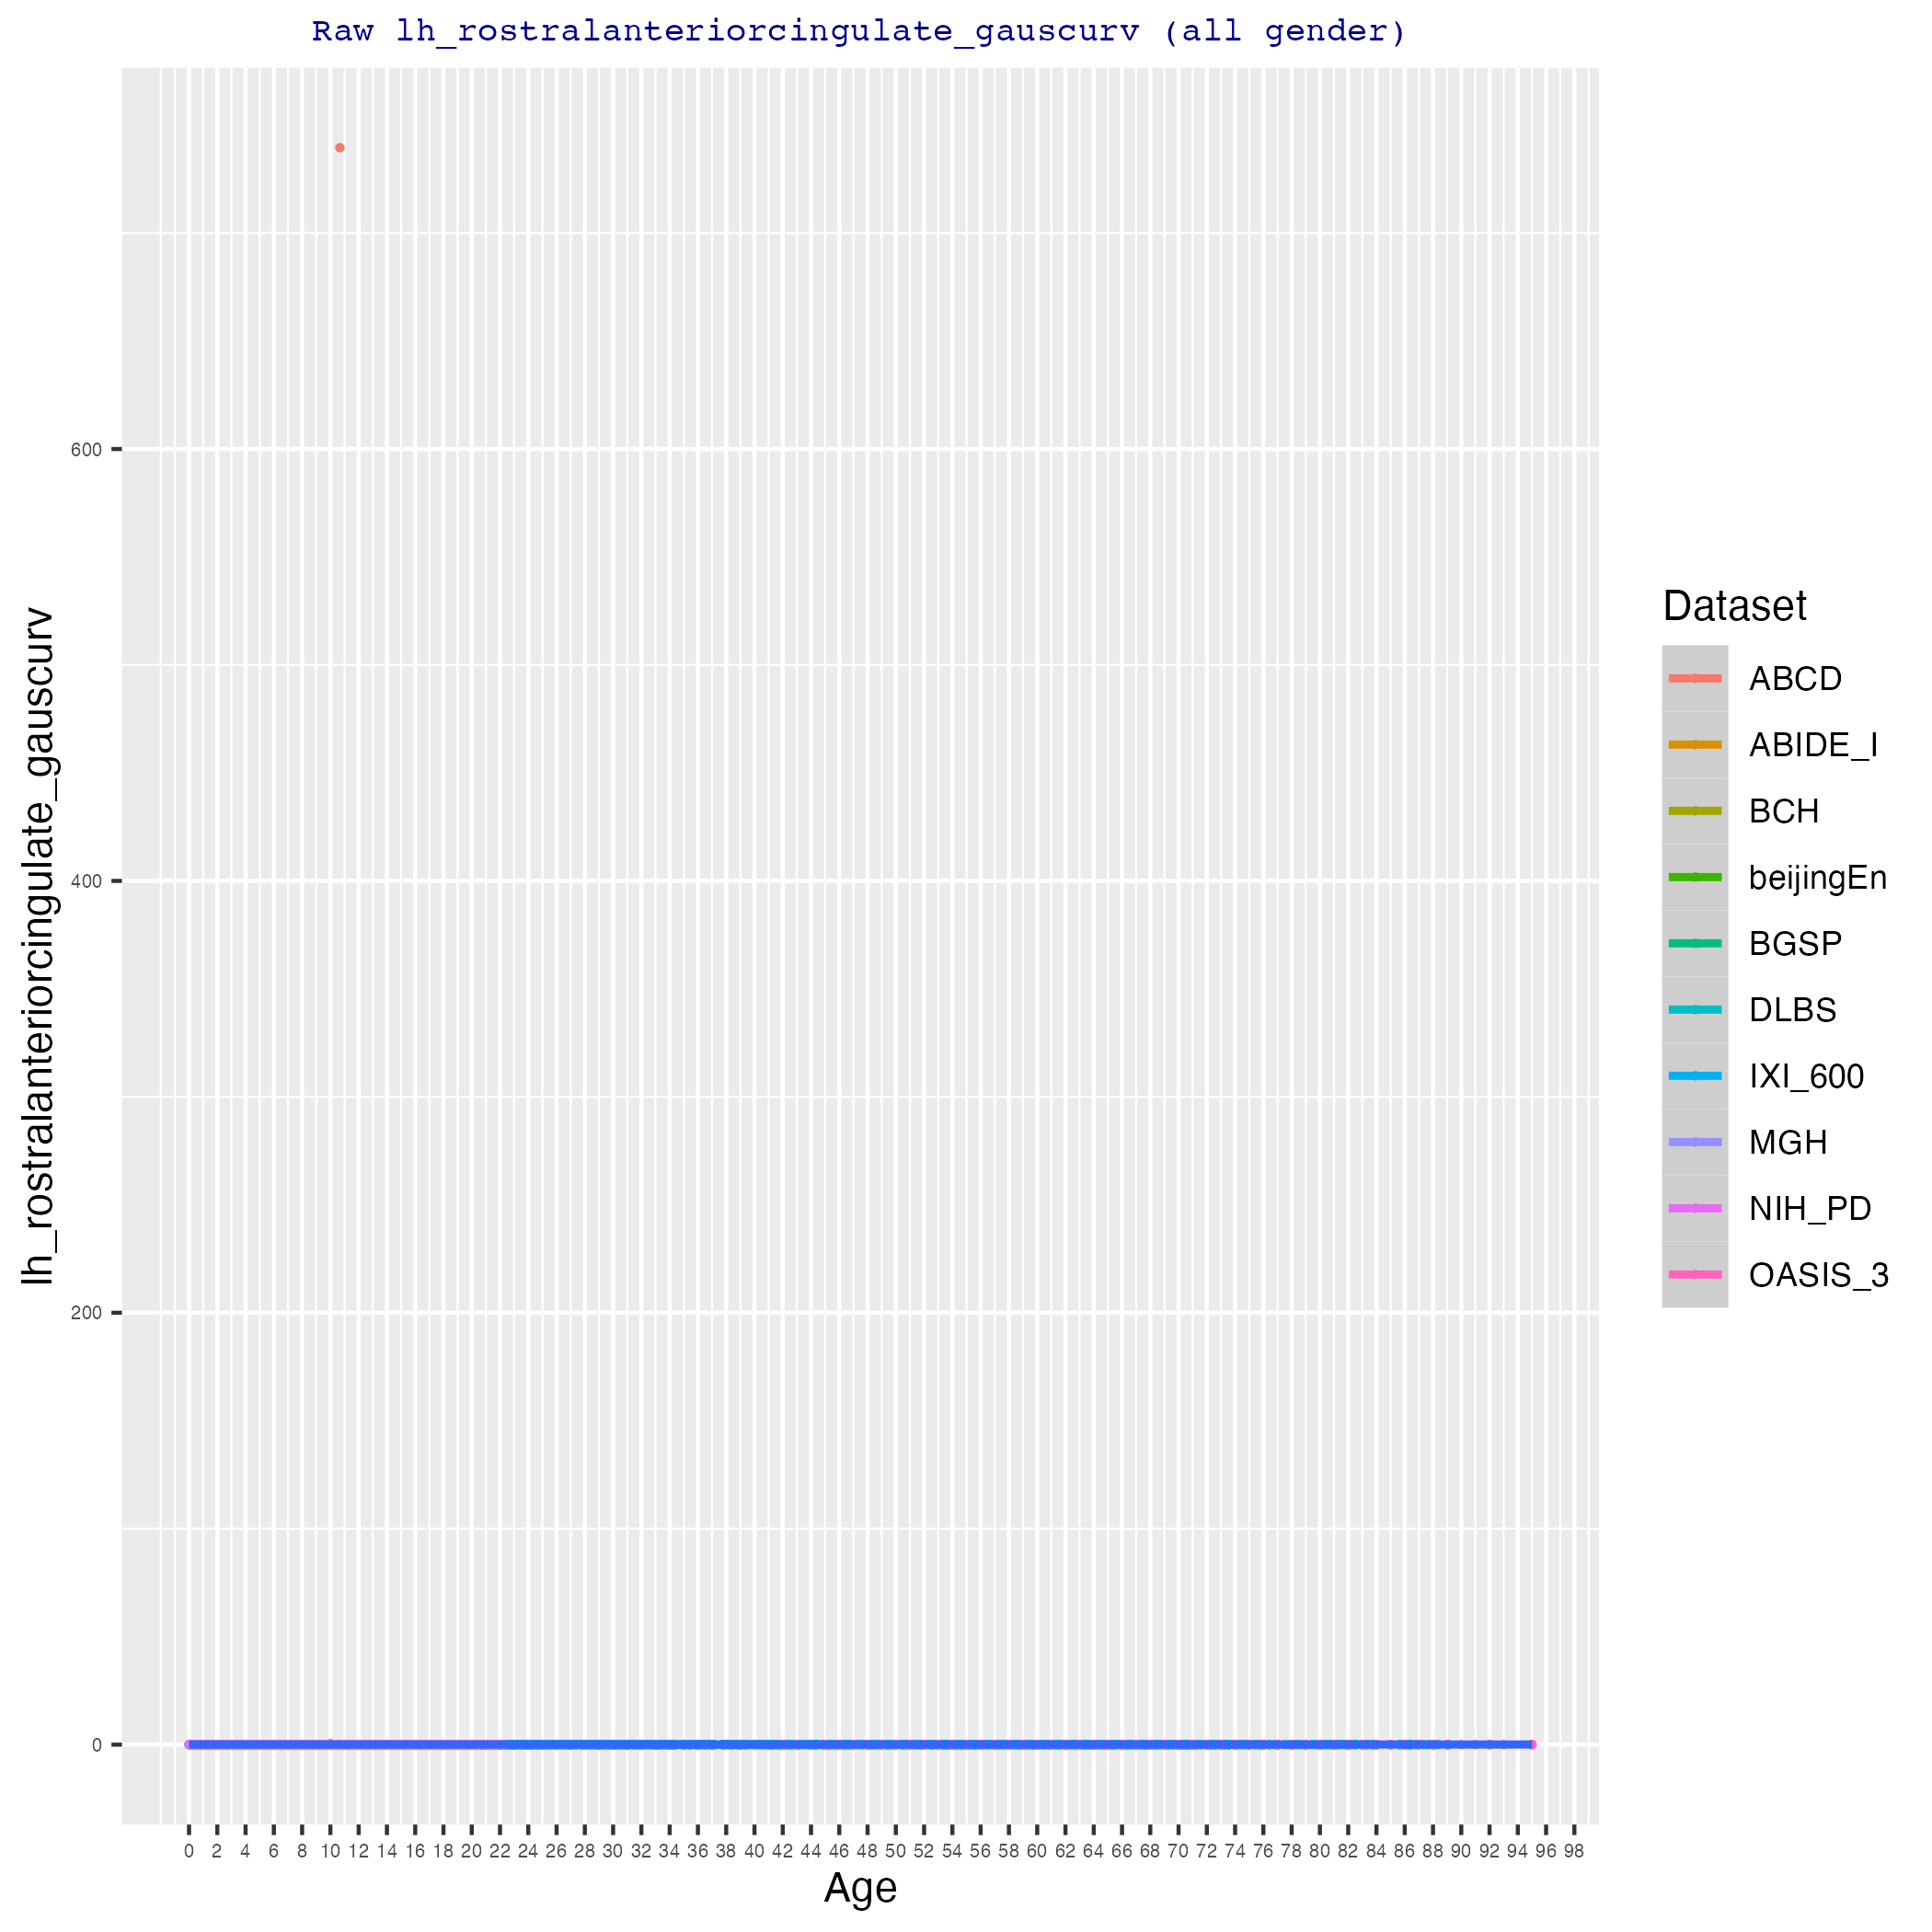 Raw lh_rostralanteriorcingulate_gauscurv (all gender)
lh_rostralanteriorcingulate_gauscurv
600
400
200
0
0 2 4 6 8 10 12 14 16 18 20 22 24 26 28 30 32 34 36 38 40 42 44 46 48 50 52 54 56 58 60 62 64 66 68 70 72 74 76 78 80 82 84 86 88 90 92 94 96 98
Age
Dataset
ABCD
ABIDE_I
BCH
beijingEn
BGSP
DLBS
IXI_600
MGH
NIH_PD
OASIS_3